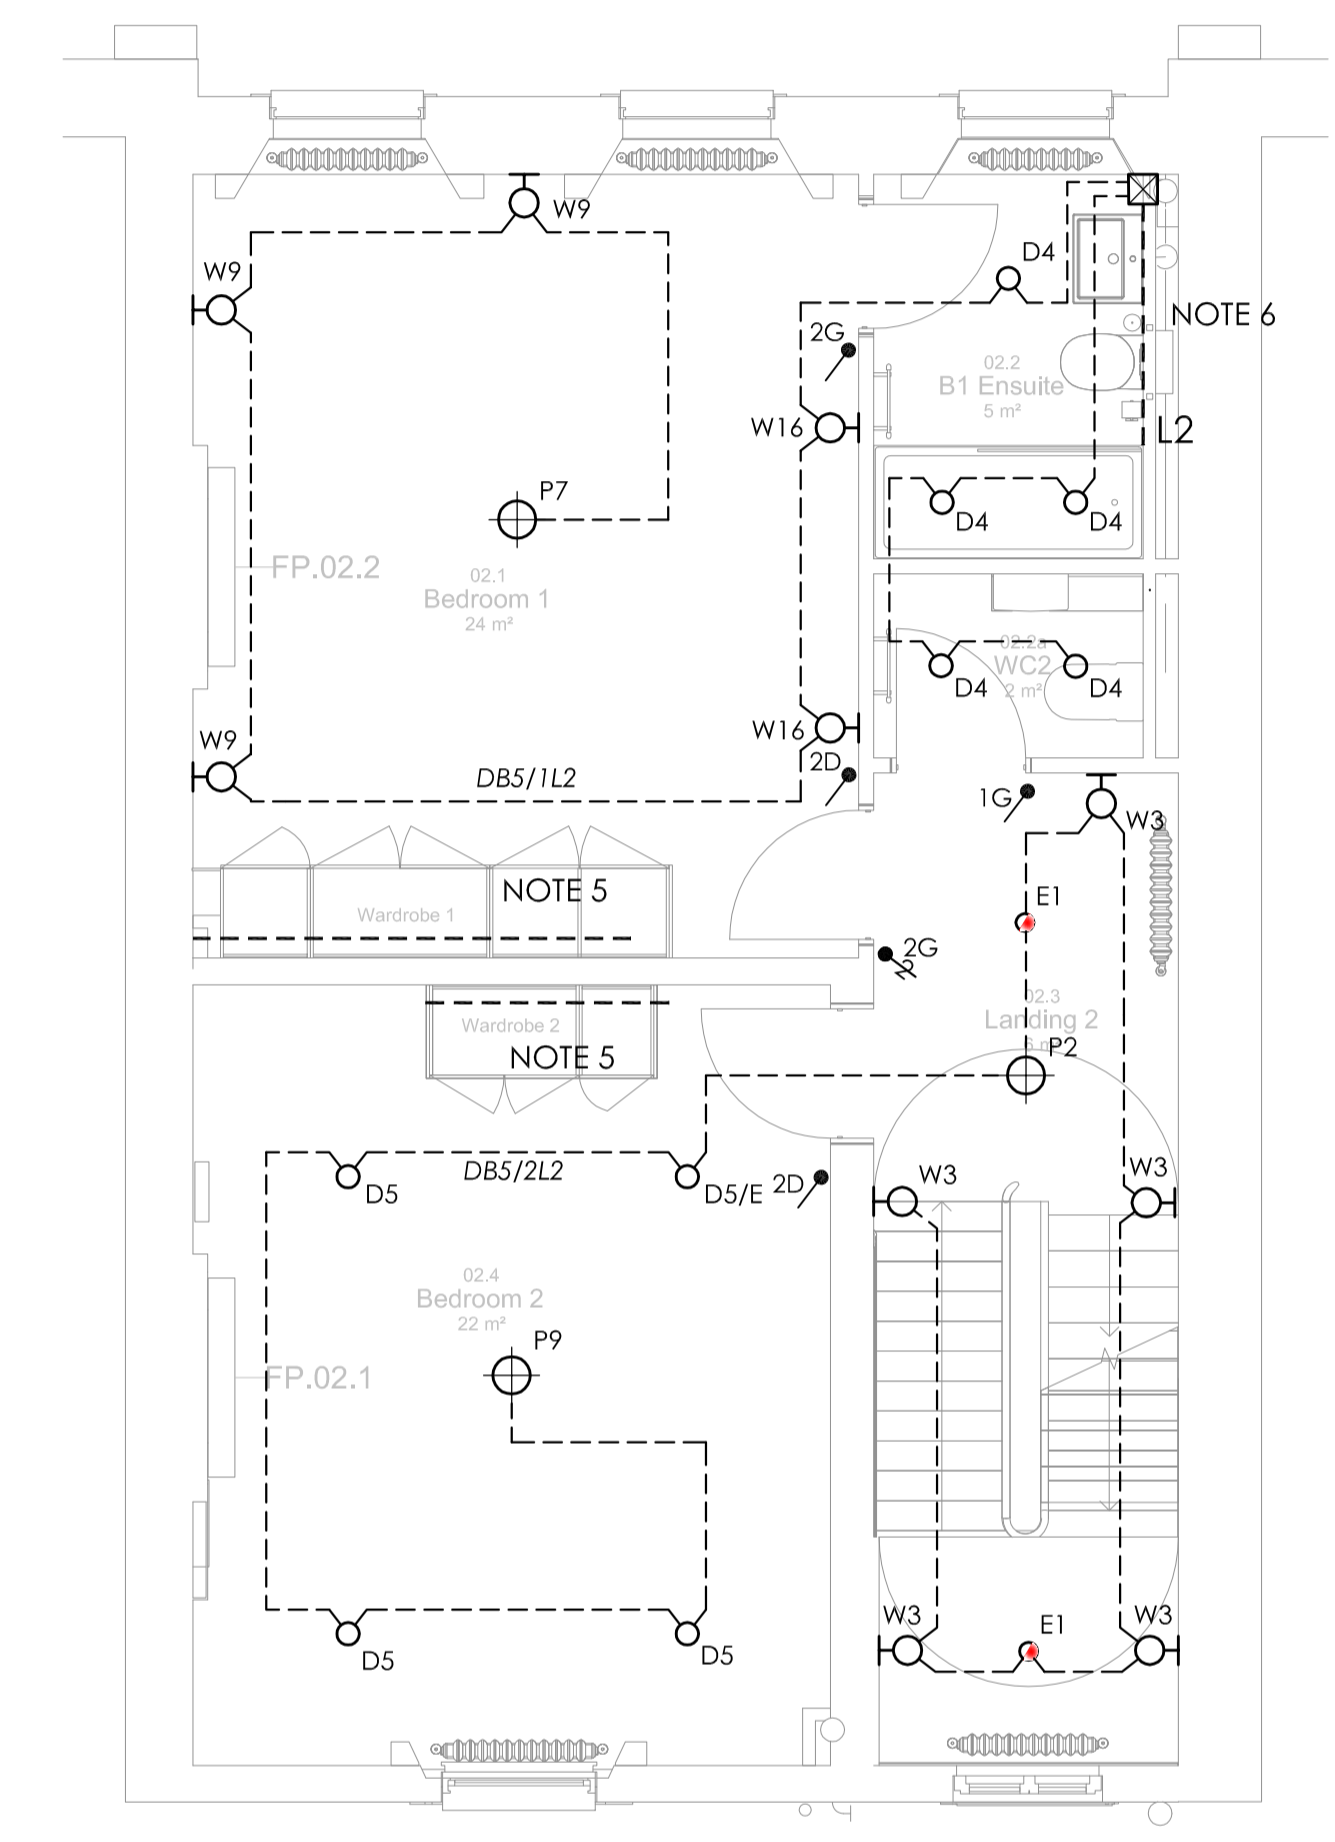 W9
W9
D4
NOTE 6
2G
02.2
B1 Ensuite
5 m²
W16
L2
P7
D4
D4
FP.02.2
02.1
Bedroom 1
24 m²
02.2a
WC2
2 m²
D4
D4
W9
W16
2D
DB5/1L2
1G
W3
NOTE 5
Wardrobe 1
E1
2G
02.3
Landing 2
Wardrobe 2
P2
NOTE 5
D5
DB5/2L2
D5/E
2D
W3
W3
02.4
Bedroom 2
22 m²
P9
FP.02.1
W3
E1
W3
D5
D5